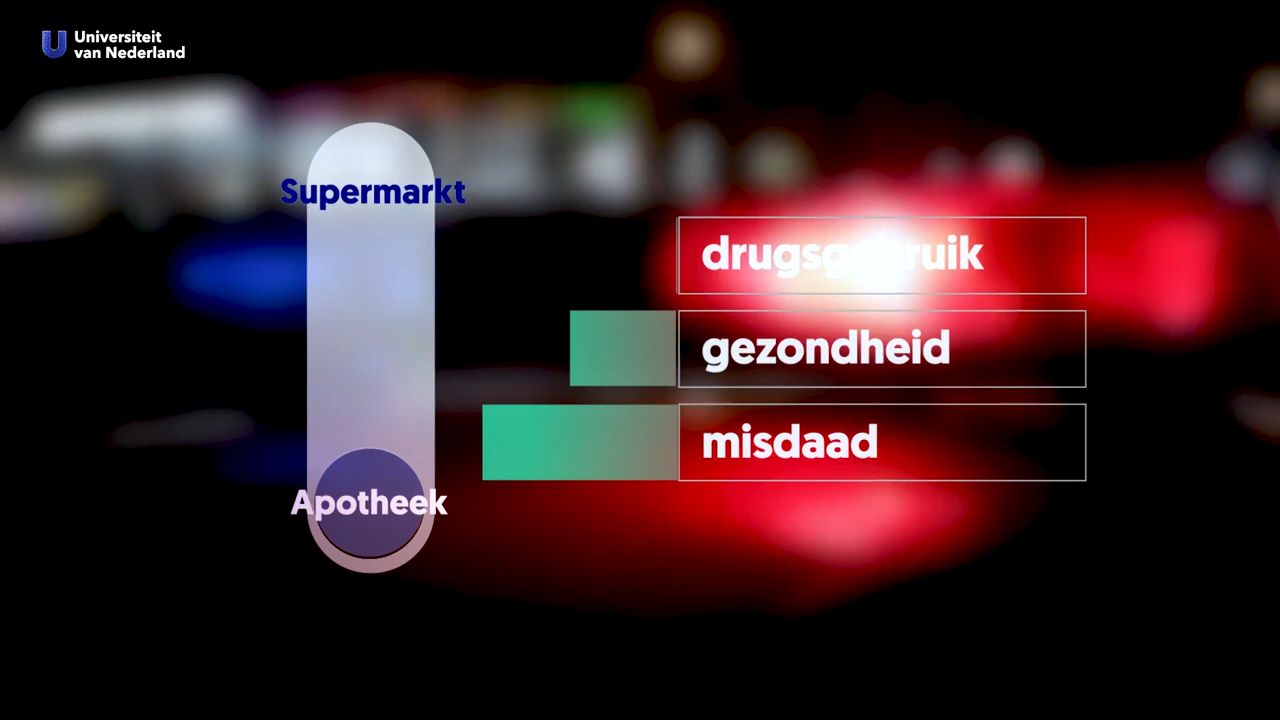 Universiteit
van Nederland
Supermarkt
drugsgebruik
gezondheid
misdaad
Apotheek